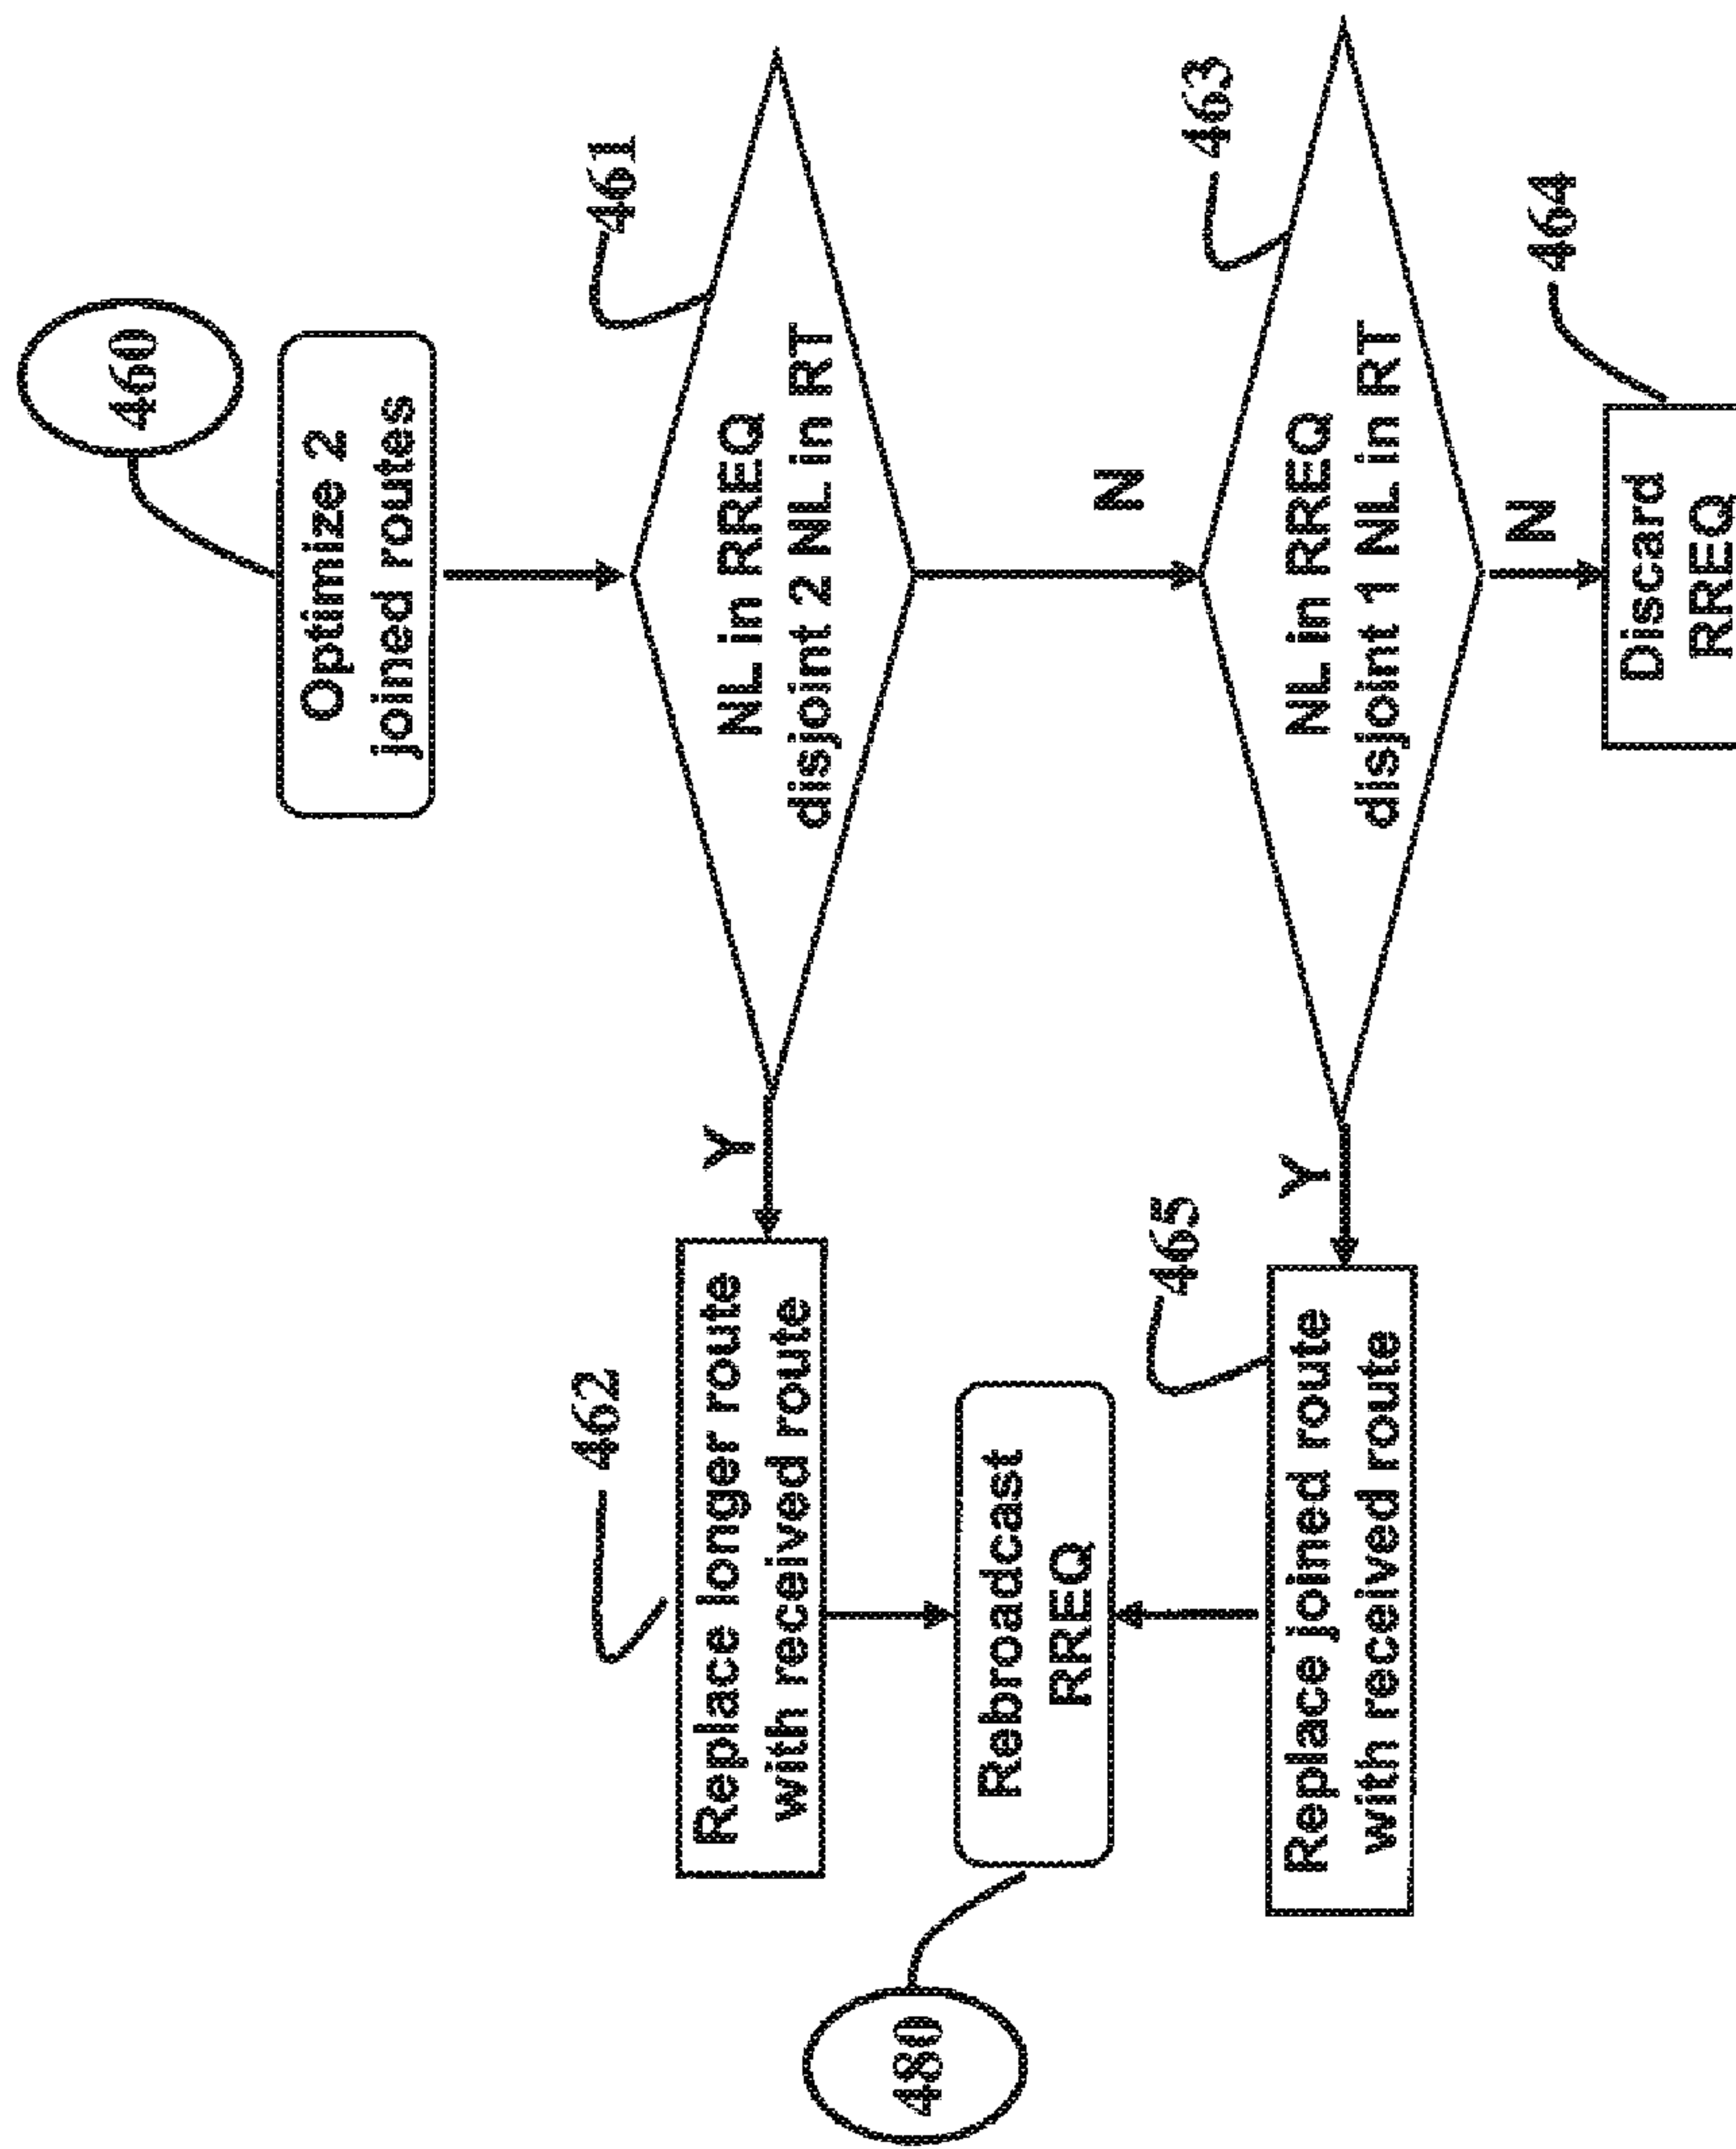 460
Optimize 2
joined routes
461
NL in RREQ
disjoint 2 NL in RT
Y
462
Replace longer route
with received route
N
463
NL in RREQ
disjoint 1 NL in RT
Y
465
Replace joined route
with received route
480
Rebroadcast
RREQ
N
464
Discard
RREQ